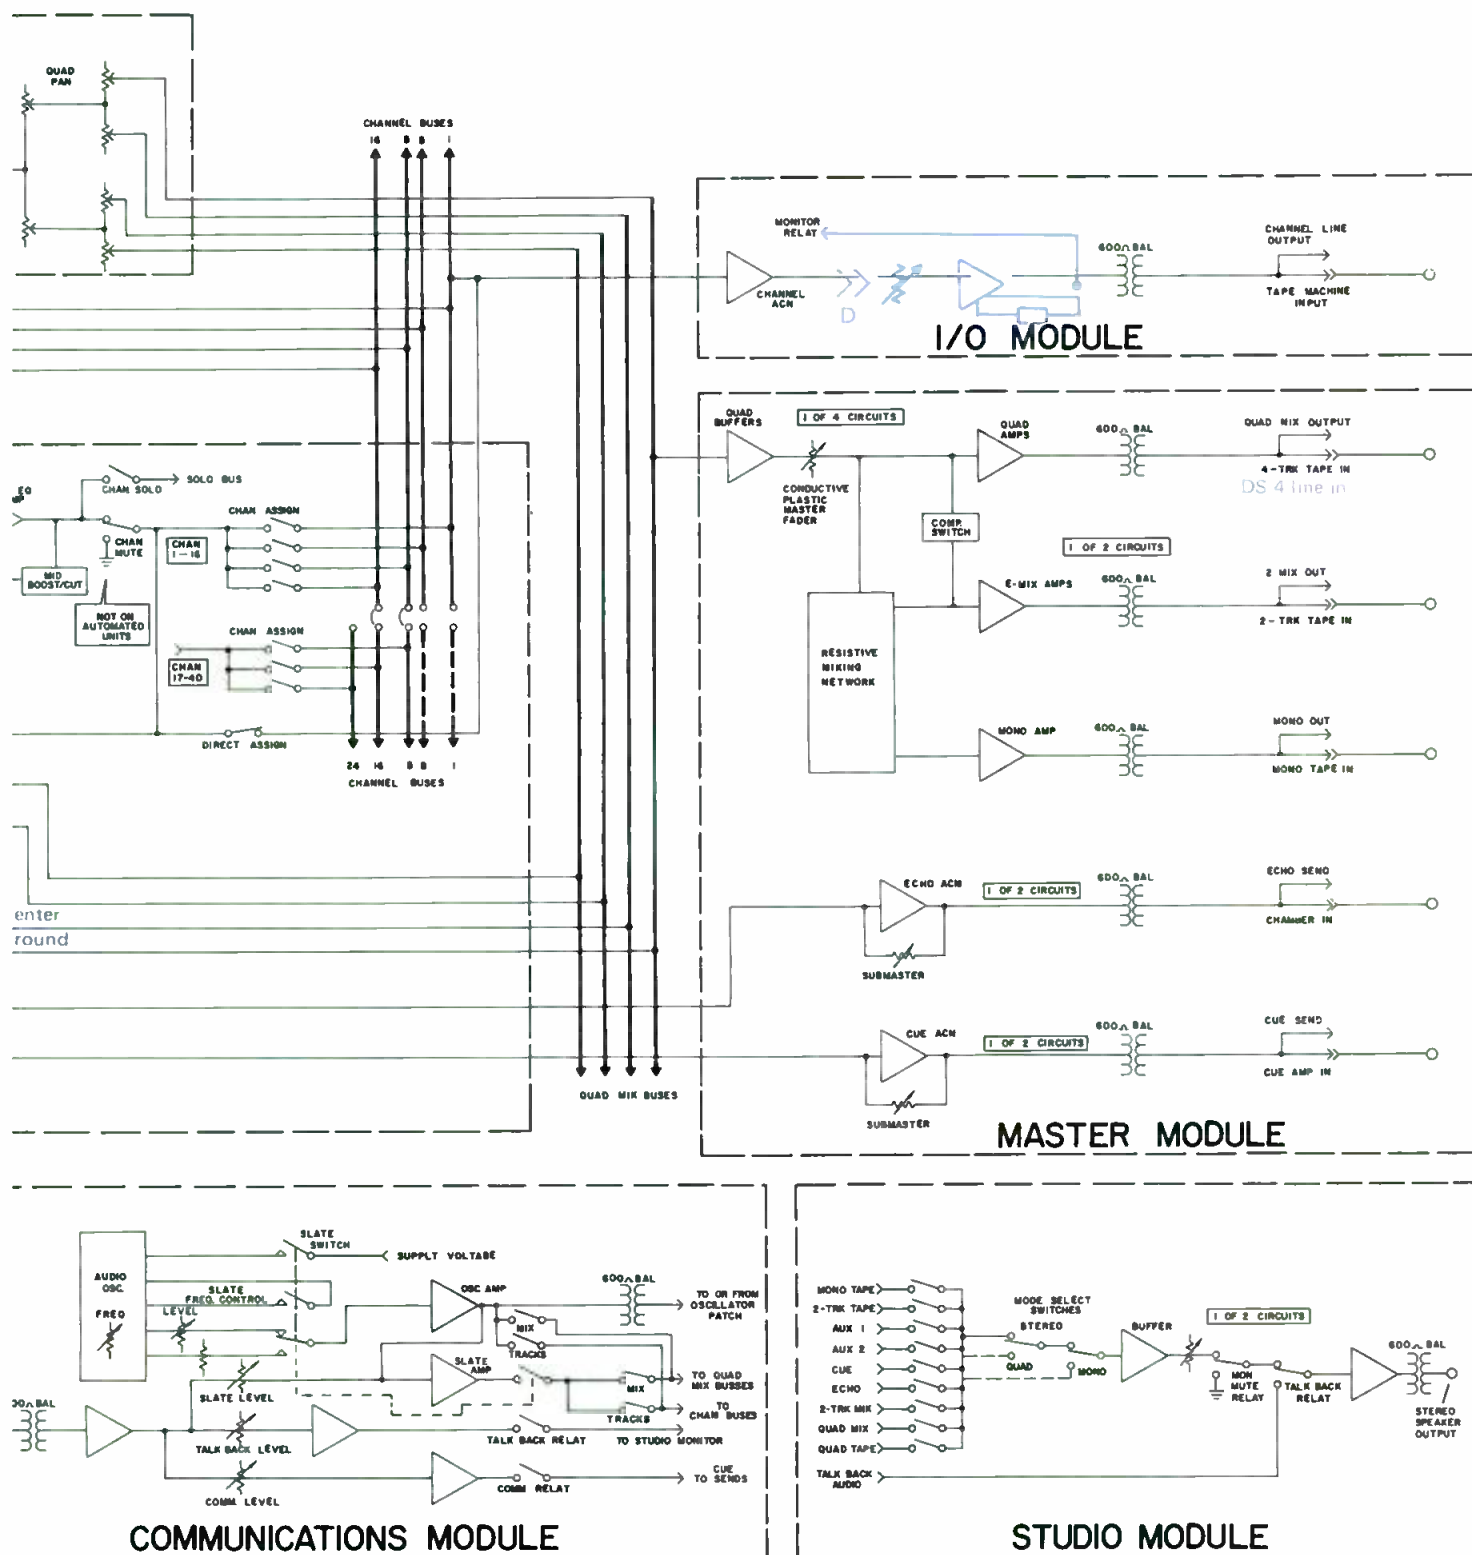 QUAD
PAN
CHANNEL BUSES
16 8 8 1
MONITOR
RELAY
CHANNEL
ACN
D
600Ω BAL
CHANNEL LINE
OUTPUT
TAPE MACHINE
INPUT
I/O MODULE
EQ
CHAN SOLO
SOLO BUS
CHAN
MUTE
MID
BOOST/CUT
NOT ON
AUTOMATED
UNITS
CHAN ASSIGN
CHAN
1-16
CHAN ASSIGN
CHAN
17-40
DIRECT ASSIGN
24 16 8 8 1
CHANNEL BUSES
enter
round
QUAD MIX BUSES
QUAD
BUFFERS
1 OF 4 CIRCUITS
CONDUCTIVE
PLASTIC
MASTER
FADER
QUAD
AMPS
600Ω BAL
QUAD MIX OUTPUT
4-TRK TAPE IN
DS 4 line in
COMP.
SWITCH
1 OF 2 CIRCUITS
E-MIX AMPS
600Ω BAL
2 MIX OUT
2-TRK TAPE IN
RESISTIVE
MIXING
NETWORK
MONO AMP
600Ω BAL
MONO OUT
MONO TAPE IN
ECHO ACN
1 OF 2 CIRCUITS
600Ω BAL
ECHO SEND
CHAMBER IN
SUBMASTER
CUE ACN
1 OF 2 CIRCUITS
600Ω BAL
CUE SEND
CUE AMP IN
SUBMASTER
MASTER MODULE
AUDIO
OSC.
FREQ
SLATE
SWITCH
SUPPLY VOLTAGE
SLATE
FREQ. CONTROL
LEVEL
OSC AMP
600Ω BAL
TO OR FROM
OSCILLATOR
PATCH
MIX
TRACKS
SLATE
AMP
SLATE LEVEL
MIX
TO QUAD
MIX BUSSES
TRACKS
TO
CHAN BUSES
00Ω BAL
TALK BACK LEVEL
TALK BACK RELAY
TO STUDIO MONITOR
COMM. LEVEL
COMM RELAY
CUE
TO SENDS
COMMUNICATIONS MODULE
MONO TAPE
2-TRK TAPE
AUX 1
AUX 2
CUE
ECHO
2-TRK MIX
QUAD MIX
QUAD TAPE
TALK BACK
AUDIO
MODE SELECT
SWITCHES
STEREO
QUAD
MONO
BUFFER
1 OF 2 CIRCUITS
MON
MUTE
RELAY
TALK BACK
RELAY
600Ω BAL
STEREO
SPEAKER
OUTPUT
STUDIO MODULE